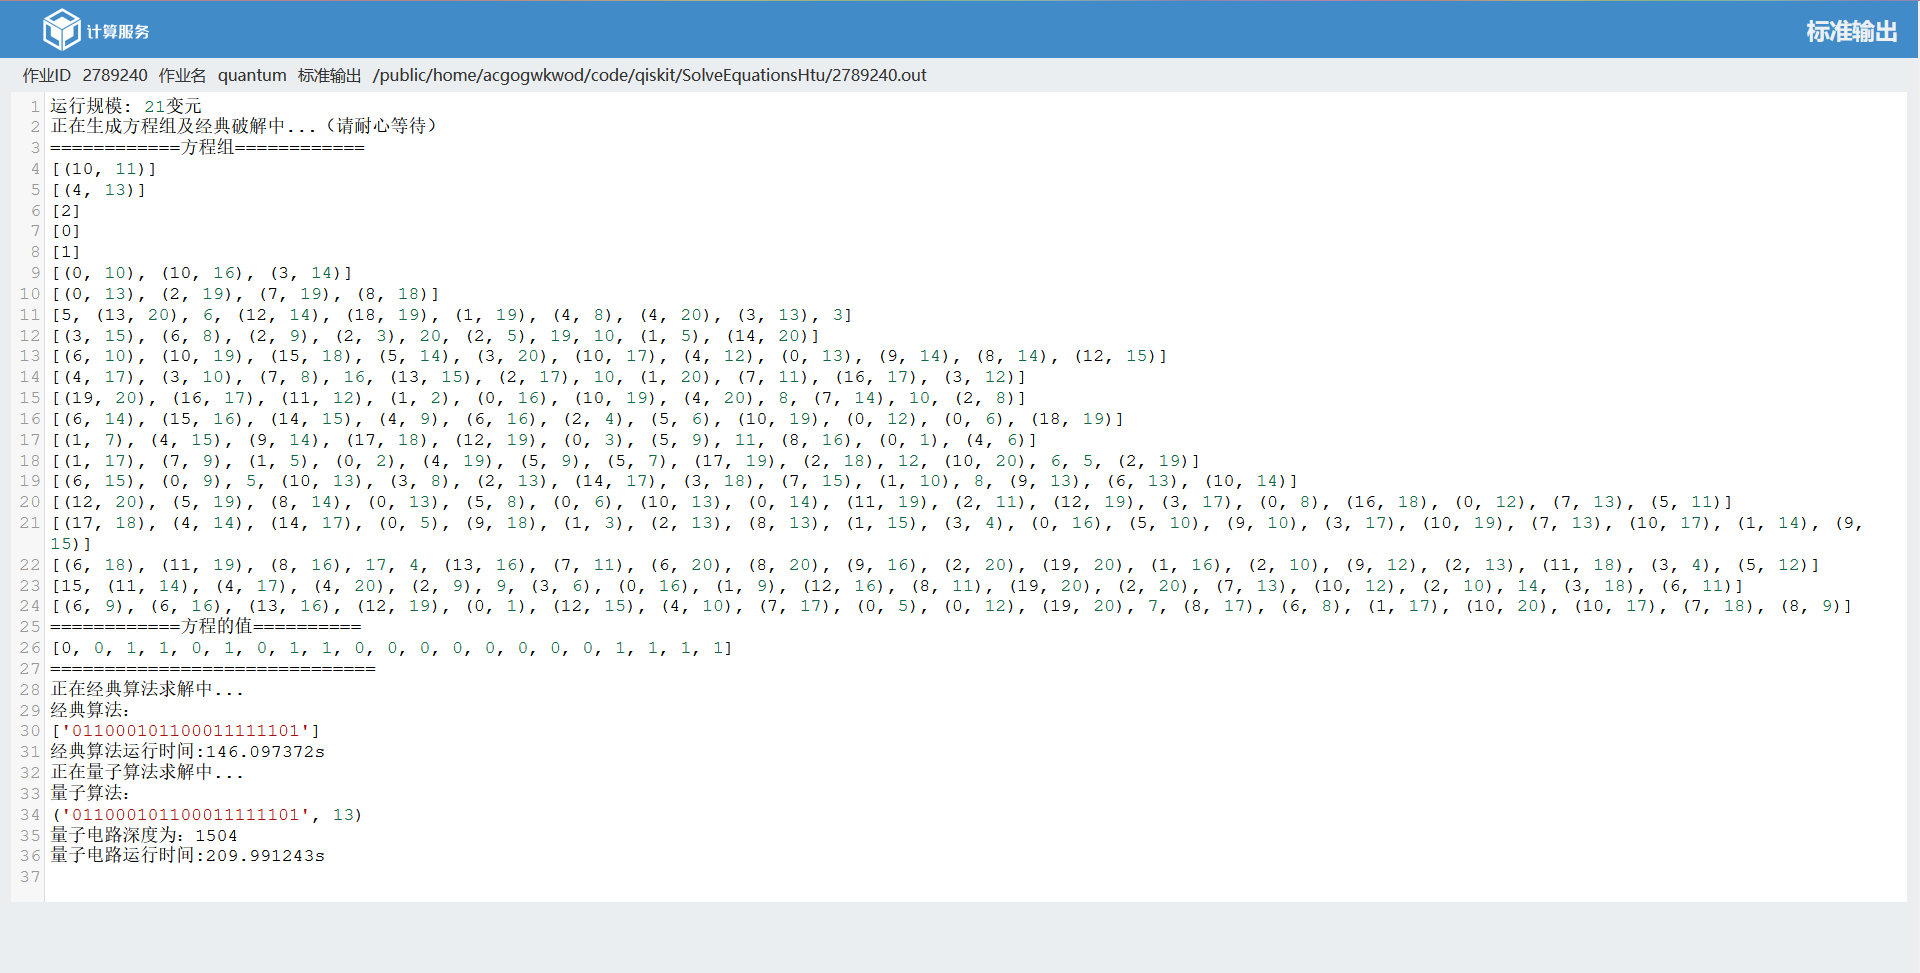 计算服务
标准输出
作业ID 2789240 作业名 quantum 标准输出 /public/home/acgogwkwod/code/qiskit/SolveEquationsHtu/2789240.out
1 运行规模: 21变元
2 正在生成方程组及经典破解中...（请耐心等待）
3 ============方程组============
4 [(10, 11)]
5 [(4, 13)]
6 [2]
7 [0]
8 [1]
9 [(0, 10), (10, 16), (3, 14)]
10 [(0, 13), (2, 19), (7, 19), (8, 18)]
11 [5, (13, 20), 6, (12, 14), (18, 19), (1, 19), (4, 8), (4, 20), (3, 13), 3]
12 [(3, 15), (6, 8), (2, 9), (2, 3), 20, (2, 5), 19, 10, (1, 5), (14, 20)]
13 [(6, 10), (10, 19), (15, 18), (5, 14), (3, 20), (10, 17), (4, 12), (0, 13), (9, 14), (8, 14), (12, 15)]
14 [(4, 17), (3, 10), (7, 8), 16, (13, 15), (2, 17), 10, (1, 20), (7, 11), (16, 17), (3, 12)]
15 [(19, 20), (16, 17), (11, 12), (1, 2), (0, 16), (10, 19), (4, 20), 8, (7, 14), 10, (2, 8)]
16 [(6, 14), (15, 16), (14, 15), (4, 9), (6, 16), (2, 4), (5, 6), (10, 19), (0, 12), (0, 6), (18, 19)]
17 [(1, 7), (4, 15), (9, 14), (17, 18), (12, 19), (0, 3), (5, 9), 11, (8, 16), (0, 1), (4, 6)]
18 [(1, 17), (7, 9), (1, 5), (0, 2), (4, 19), (5, 9), (5, 7), (17, 19), (2, 18), 12, (10, 20), 6, 5, (2, 19)]
19 [(6, 15), (0, 9), 5, (10, 13), (3, 8), (2, 13), (14, 17), (3, 18), (7, 15), (1, 10), 8, (9, 13), (6, 13), (10, 14)]
20 [(12, 20), (5, 19), (8, 14), (0, 13), (5, 8), (0, 6), (10, 13), (0, 14), (11, 19), (2, 11), (12, 19), (3, 17), (0, 8), (16, 18), (0, 12), (7, 13), (5, 11)]
21 [(17, 18), (4, 14), (14, 17), (0, 5), (9, 18), (1, 3), (2, 13), (8, 13), (1, 15), (3, 4), (0, 16), (5, 10), (9, 10), (3, 17), (10, 19), (7, 13), (10, 17), (1, 14), (9,
15)]
22 [(6, 18), (11, 19), (8, 16), 17, 4, (13, 16), (7, 11), (6, 20), (8, 20), (9, 16), (2, 20), (19, 20), (1, 16), (2, 10), (9, 12), (2, 13), (11, 18), (3, 4), (5, 12)]
23 [15, (11, 14), (4, 17), (4, 20), (2, 9), 9, (3, 6), (0, 16), (1, 9), (12, 16), (8, 11), (19, 20), (2, 20), (7, 13), (10, 12), (2, 10), 14, (3, 18), (6, 11)]
24 [(6, 9), (6, 16), (13, 16), (12, 19), (0, 1), (12, 15), (4, 10), (7, 17), (0, 5), (0, 12), (19, 20), 7, (8, 17), (6, 8), (1, 17), (10, 20), (10, 17), (7, 18), (8, 9)]
25 ============方程的值==========
26 [0, 0, 1, 1, 0, 1, 0, 1, 1, 0, 0, 0, 0, 0, 0, 0, 0, 1, 1, 1, 1]
27 ==============================
28 正在经典算法求解中...
29 经典算法:
30 ['011000101100011111101']
31 经典算法运行时间:146.097372s
32 正在量子算法求解中...
33 量子算法:
34 ('011000101100011111101', 13)
35 量子电路深度为: 1504
36 量子电路运行时间:209.991243s
37